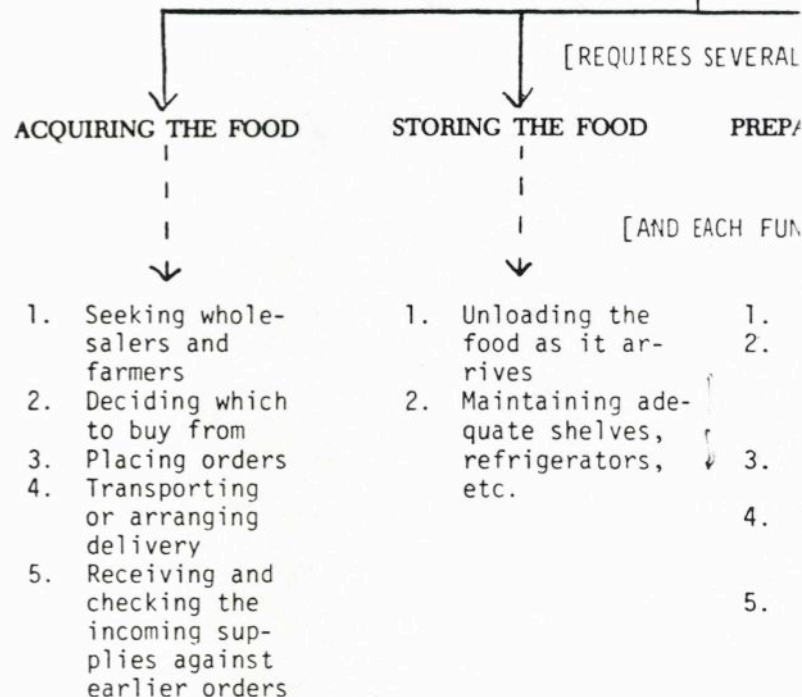 [REQUIRES SEVERAL
ACQUIRING THE FOOD
STORING THE FOOD
[AND EACH FUN
1. Seeking whole-
salers and
farmers
2. Deciding which
to buy from
3. Placing orders
4. Transporting
or arranging
delivery
5. Receiving and
checking the
incoming sup-
plies against
earlier orders
1. Unloading the
food as it ar-
rives
2. Maintaining ade-
quate shelves,
refrigerators,
etc.
1.
2.
3.
4.
5.